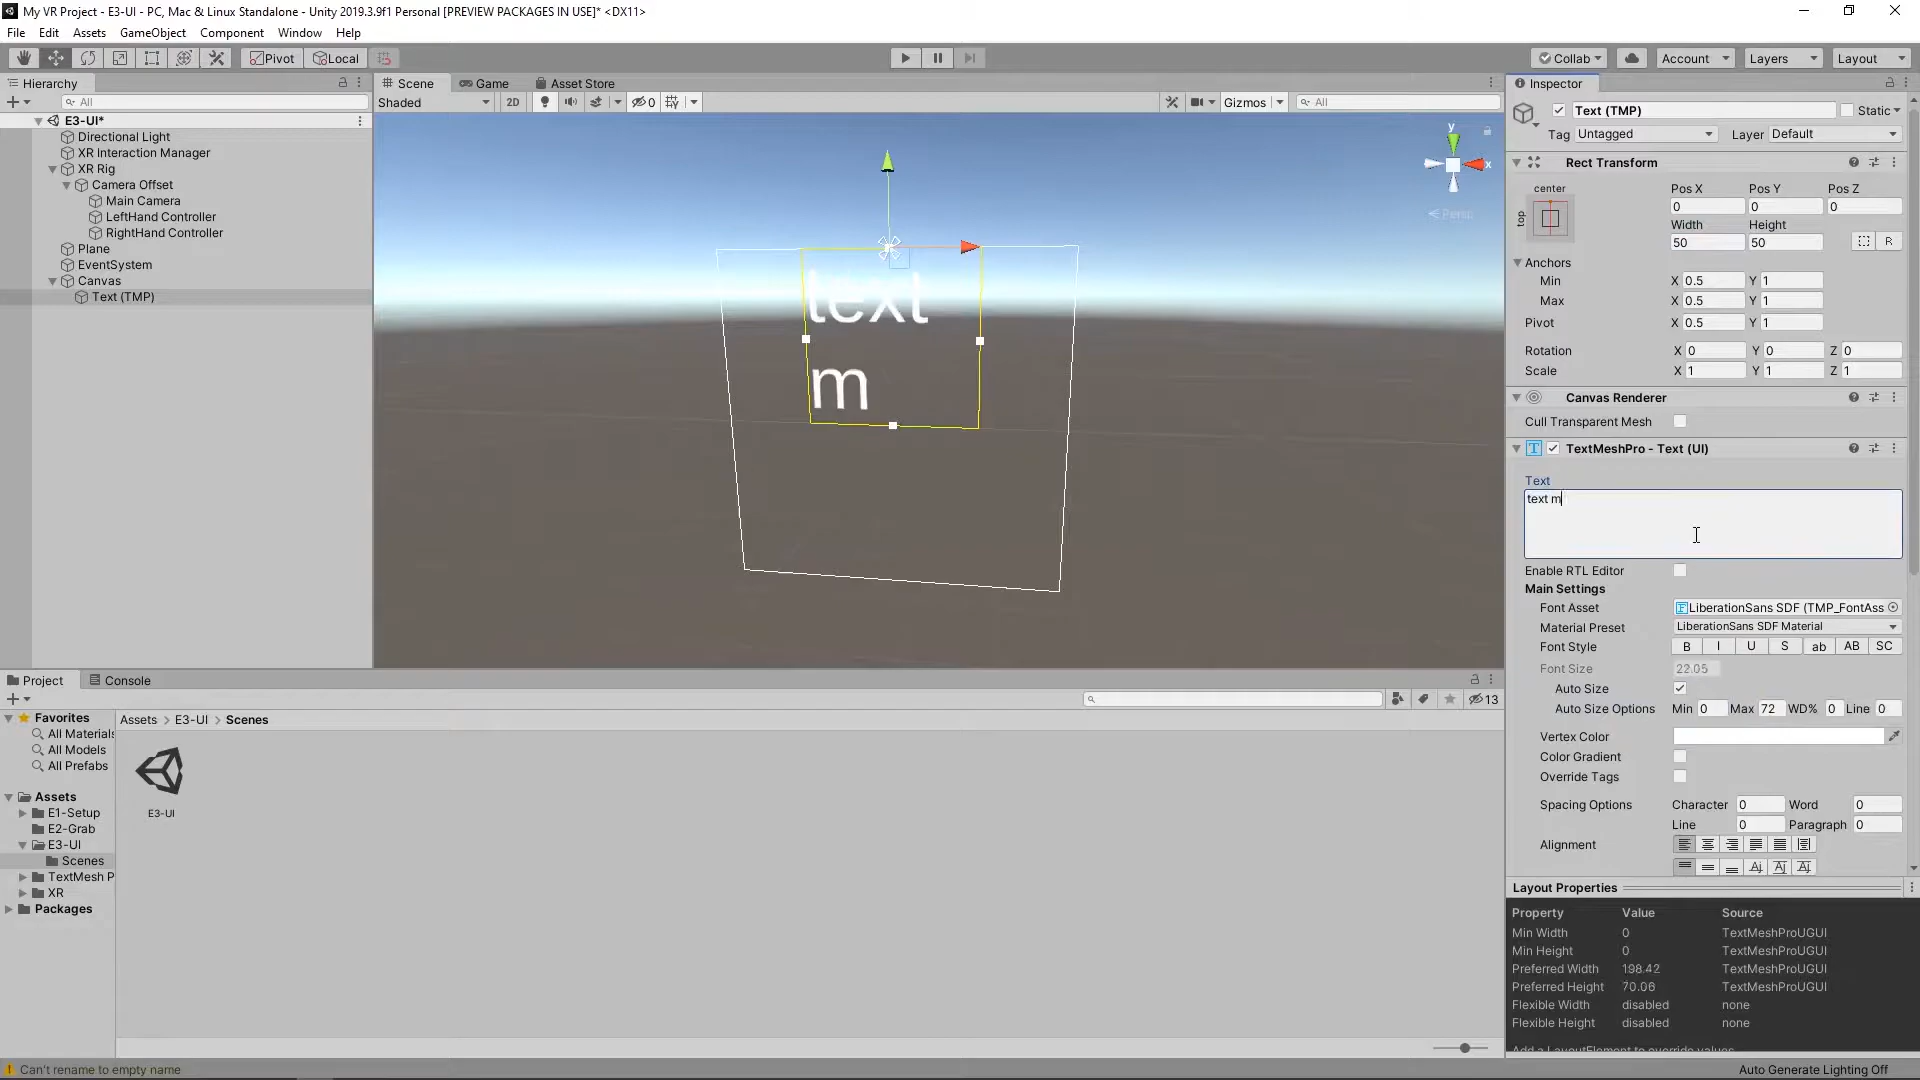 My VR Project - E3-UI - PC, Mac & Linux Standalone - Unity 2019.3.9f1 Personal [PREVIEW PACKAGES IN USE]* <DX11>
File Edit Assets GameObject Component Window Help
Pivot Local Collab Account Layers Layout
Hierarchy
All
E3-UI*
Directional Light
XR Interaction Manager
XR Rig
Camera Offset
Main Camera
LeftHand Controller
RightHand Controller
Plane
EventSystem
Canvas
Text (TMP)
Scene Game Asset Store
Shaded 2D 0 Gizmos All
y
x
Persp
text
m
Inspector
Text (TMP) Static
Tag Untagged Layer Default
Rect Transform
center
top
Pos X Pos Y Pos Z
0 0 0
Width Height
50 50 R
Anchors
Min X 0.5 Y 1
Max X 0.5 Y 1
Pivot X 0.5 Y 1
Rotation X 0 Y 0 Z 0
Scale X 1 Y 1 Z 1
Canvas Renderer
Cull Transparent Mesh
TextMeshPro - Text (UI)
Text
text m
Enable RTL Editor
Main Settings
Font Asset LiberationSans SDF (TMP_FontAss
Material Preset LiberationSans SDF Material
Font Style B I U S ab AB SC
Font Size 22.05
Auto Size
Auto Size Options Min 0 Max 72 WD% 0 Line 0
Vertex Color
Color Gradient
Override Tags
Spacing Options Character 0 Word 0
Line 0 Paragraph 0
Alignment
Layout Properties
Property Value Source
Min Width 0 TextMeshProUGUI
Min Height 0 TextMeshProUGUI
Preferred Width 198.42 TextMeshProUGUI
Preferred Height 70.06 TextMeshProUGUI
Flexible Width disabled none
Flexible Height disabled none
Add a LayoutElement to override values
Project Console
13
Favorites
All Materials
All Models
All Prefabs
Assets
E1-Setup
E2-Grab
E3-UI
Scenes
TextMesh P
XR
Packages
Assets > E3-UI > Scenes
E3-UI
Can't rename to empty name
Auto Generate Lighting Off